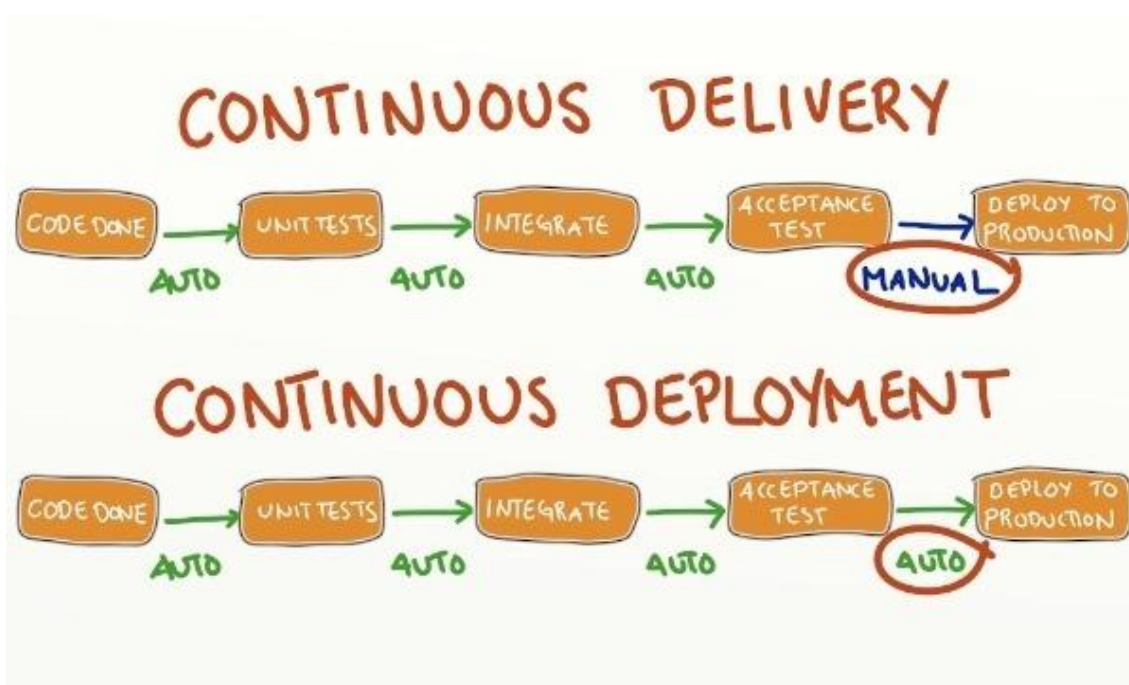 CONTINUOUS DELIVERY
CODE DONE
UNIT TESTS
INTEGRATE
ACCEPTANCE
TEST
DEPLOY TO
PRODUCTION
AUTO
AUTO
AUTO
MANUAL
CONTINUOUS DEPLOYMENT
CODE DONE
UNIT TESTS
INTEGRATE
ACCEPTANCE
TEST
DEPLOY TO
PRODUCTION
AUTO
AUTO
AUTO
AUTO